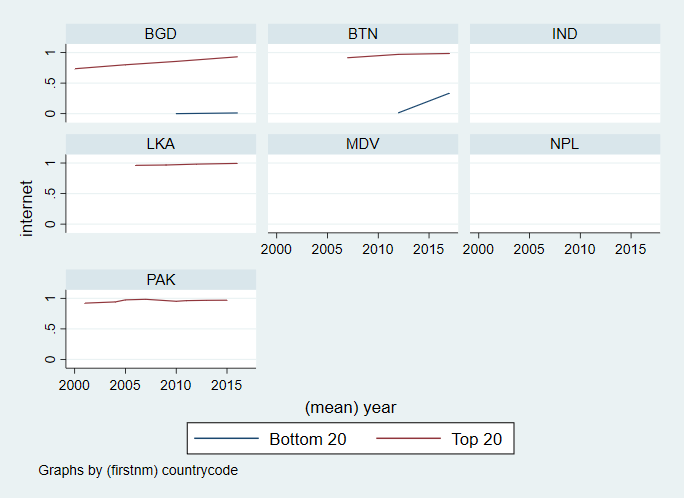 BGD BTN IND
1
.5
0
LKA MDV NPL
1
.5
0
internet
2000 2005 2010 2015 2000 2005 2010 2015
PAK
1
.5
0
2000 2005 2010 2015
(mean) year
Bottom 20 Top 20
Graphs by (firstnm) countrycode